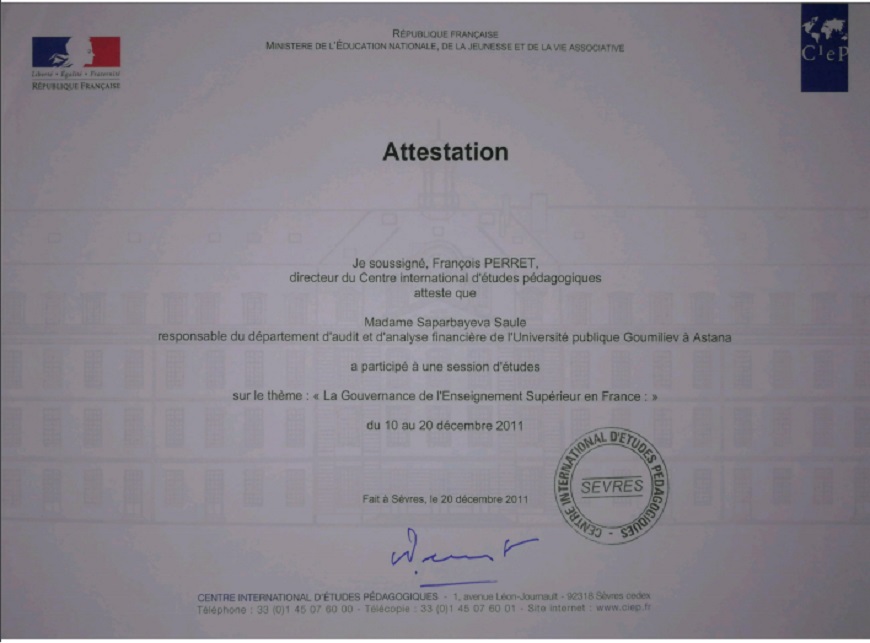 RÉPUBLIQUE FRANÇAISE
MINISTERE DE L'ÉDUCATION NATIONALE, DE LA JEUNESSE ET DE LA VIE ASSOCIATIVE
Liberté • Égalité • Fraternité
RÉPUBLIQUE FRANÇAISE
CIeP
Attestation
Je soussigné, François PERRET,
directeur du Centre international d'études pédagogiques
atteste que
Madame Saparbayeva Saule
responsable du département d'audit et d'analyse financière de l'Université publique Goumiliev à Astana
a participé à une session d'études
sur le thème : « La Gouvernance de l'Enseignement Supérieur en France : »
du 10 au 20 décembre 2011
CENTRE INTERNATIONAL D'ETUDES PEDAGOGIQUES -
SEVRES
Fait à Sèvres, le 20 décembre 2011
CENTRE INTERNATIONAL D'ÉTUDES PÉDAGOGIQUES - 1, avenue Léon-Journault - 92318 Sèvres cedex
Téléphone : 33 (0)1 45 07 60 00 - Télécopie : 33 (0)1 45 07 60 01 - Site Internet : www.ciep.fr